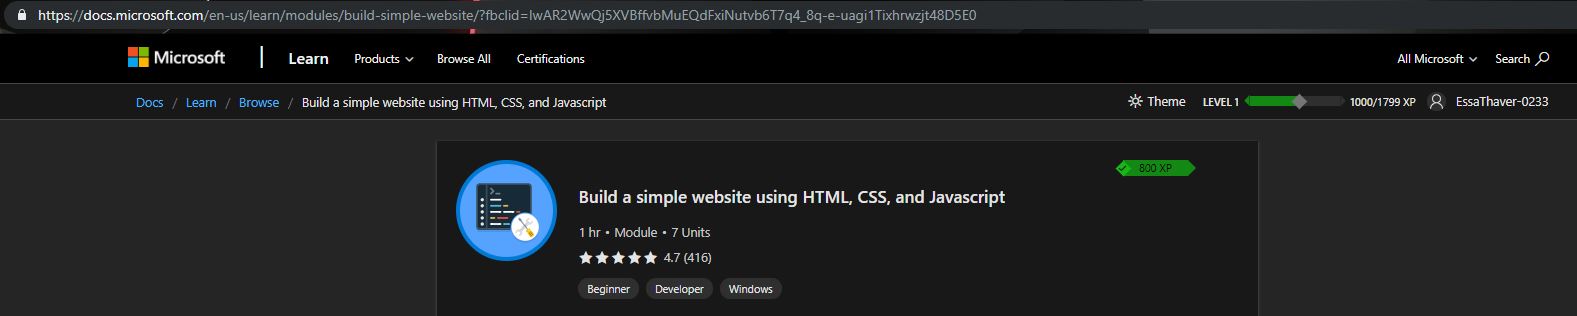 https://docs.microsoft.com/en-us/learn/modules/build-simple-website/?fbclid=IwAR2WwQj5XVBffvbMuEQdFxiNutvb6T7q4_8q-e-uagi1Tixhrwzjt48D5E0
Microsoft | Learn Products Browse All Certifications All Microsoft Search
Docs / Learn / Browse / Build a simple website using HTML, CSS, and Javascript Theme LEVEL 1 1000/1799 XP EssaThaver-0233
800 XP
Build a simple website using HTML, CSS, and Javascript
1 hr • Module • 7 Units
4.7 (416)
Beginner Developer Windows